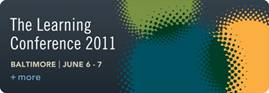 The Learning
Conference 2011
BALTIMORE | JUNE 6 - 7
+ more